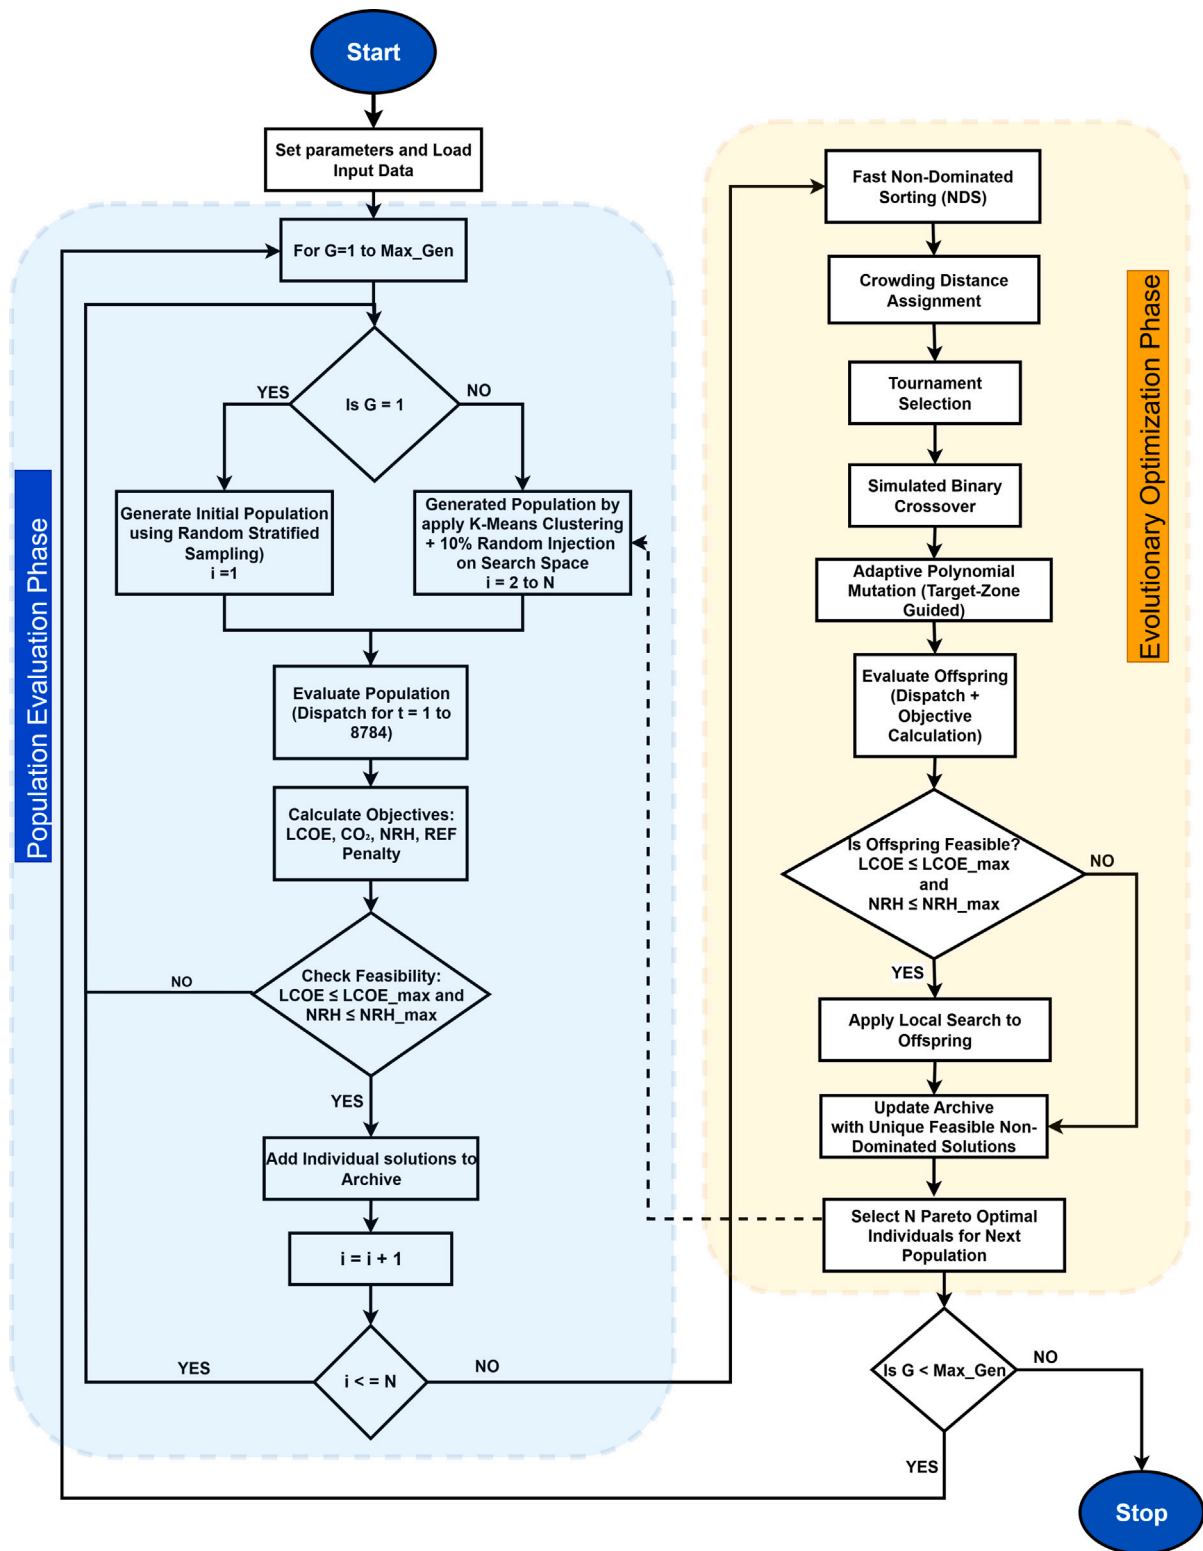 Start
Set parameters and Load
Input Data
For G=1 to Max_Gen
Is G = 1
YES
NO
Generate Initial Population
using Random Stratified
Sampling)
i =1
Generated Population by
apply K-Means Clustering
+ 10% Random Injection
on Search Space
i = 2 to N
Evaluate Population
(Dispatch for t = 1 to
8784)
Calculate Objectives:
LCOE, CO₂, NRH, REF
Penalty
Check Feasibility:
LCOE ≤ LCOE_max and
NRH ≤ NRH_max
NO
YES
Add Individual solutions to
Archive
i = i + 1
i < = N
YES
NO
Population Evaluation Phase
Fast Non-Dominated
Sorting (NDS)
Crowding Distance
Assignment
Tournament
Selection
Simulated Binary
Crossover
Adaptive Polynomial
Mutation (Target-Zone
Guided)
Evaluate Offspring
(Dispatch +
Objective
Calculation)
Is Offspring Feasible?
LCOE ≤ LCOE_max
and
NRH ≤ NRH_max
NO
YES
Apply Local Search to
Offspring
Update Archive
with Unique Feasible Non-
Dominated Solutions
Select N Pareto Optimal
Individuals for Next
Population
Evolutionary Optimization Phase
Is G < Max_Gen
NO
YES
Stop